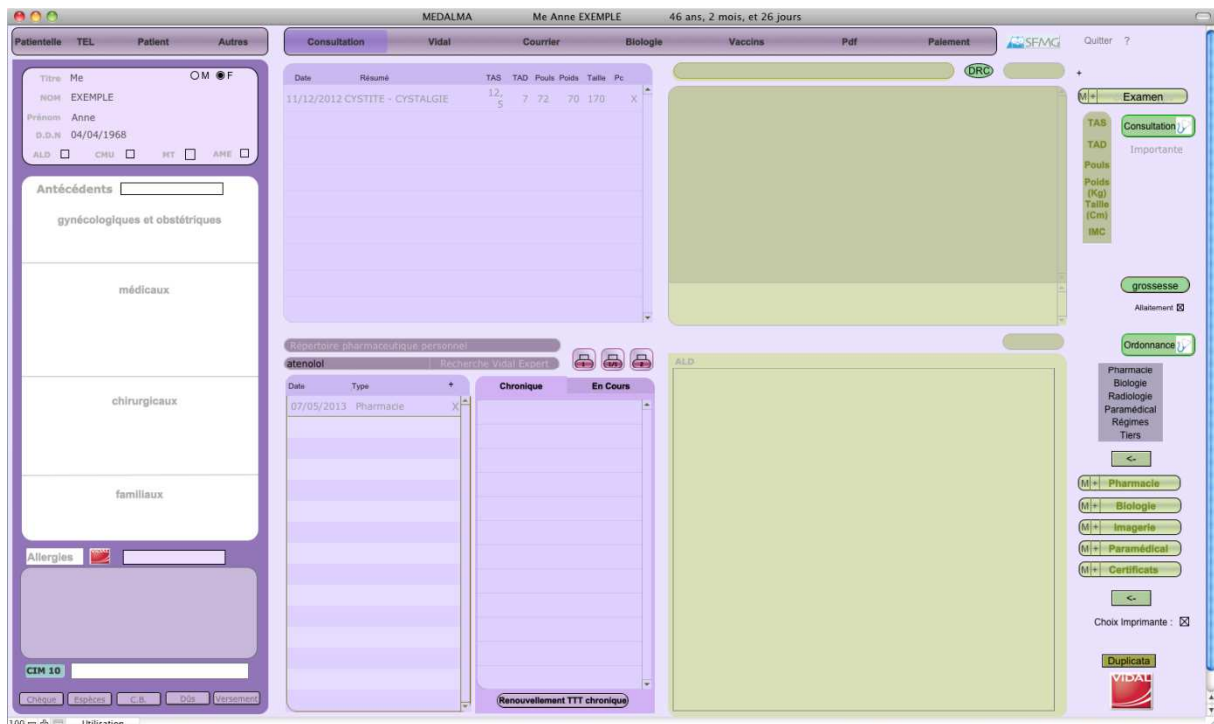 MEDALMA Me Anne EXEMPLE 46 ans, 2 mois, et 26 jours
Patientelle TEL Patient Autres
Consultation Vidal Courrier Biologie Vaccins Pdf Paiement
SFMG
Quitter ?
Titre Me M F
NOM EXEMPLE
Prénom Anne
D.D.N 04/04/1968
ALD CMU MT AME
Antécédents
gynécologiques et obstétriques
médicaux
chirurgicaux
familiaux
Allergies VIDAL
CIM 10
Chèque Espèces C.B. Dûs Versement
Date Résumé TAS TAD Pouls Poids Taille Pc
11/12/2012 CYSTITE - CYSTALGIE 12, 7 72 70 170 X
5
Répertoire pharmaceutique personnel
atenolol Recherche Vidal Expert
1 1/2 2
Date Type +
07/05/2013 Pharmacie X
Chronique En Cours
Renouvellement TTT chronique
DRC
ALD
+
M + Examen
TAS
TAD
Pouls
Poids
(Kg)
Taille
(Cm)
IMC
Consultation
Importante
grossesse
Allaitement
Ordonnance
Pharmacie
Biologie
Radiologie
Paramédical
Régimes
Tiers
<-
M + Pharmacie
M + Biologie
M + Imagerie
M + Paramédical
M + Certificats
<-
Choix Imprimante :
Duplicata
VIDAL
100 Utilisation